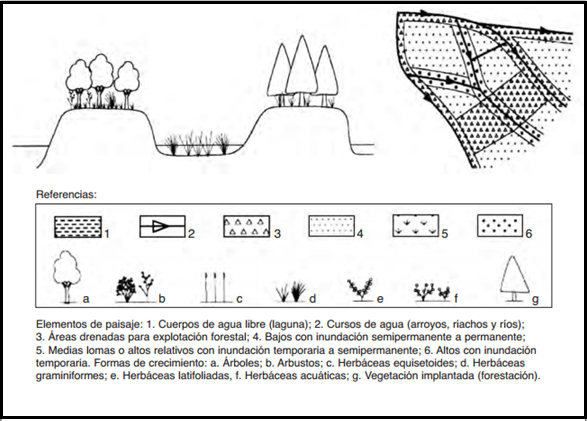 Referencias:
1 2 3 4 5 6
a b c d e f g
Elementos de paisaje: 1. Cuerpos de agua libre (laguna); 2. Cursos de agua (arroyos, riachos y ríos);
3. Áreas drenadas para explotación forestal; 4. Bajos con inundación semipermanente a permanente;
5. Medias lomas o altos relativos con inundación temporaria a semipermanente; 6. Altos con inundación
temporaria. Formas de crecimiento: a. Árboles; b. Arbustos; c. Herbáceas equisetoides; d. Herbáceas
graminiformes; e. Herbáceas latifoliadas, f. Herbáceas acuáticas; g. Vegetación implantada (forestación).